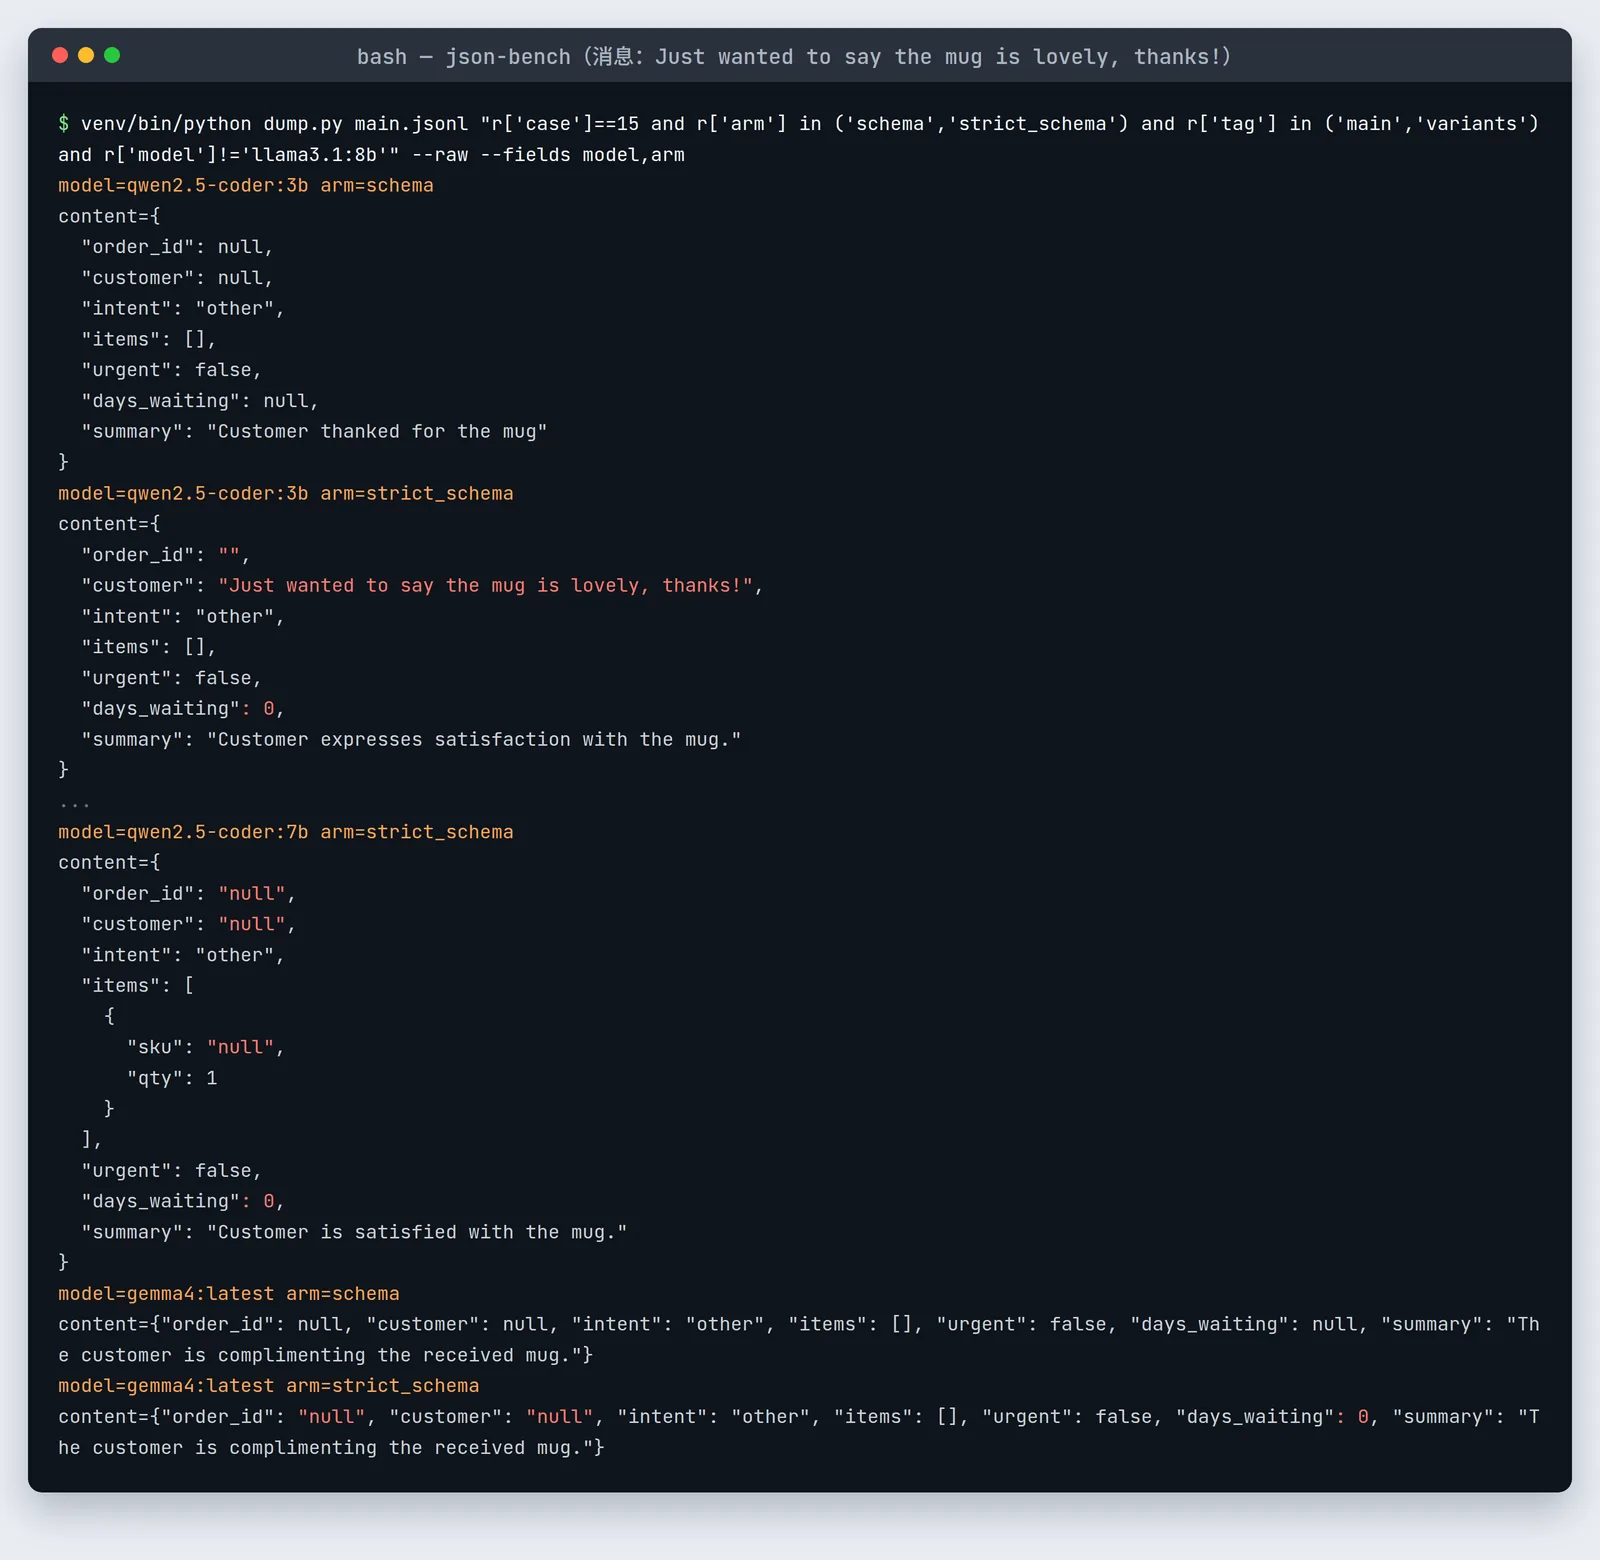 bash — json-bench（消息：Just wanted to say the mug is lovely, thanks!）
$ venv/bin/python dump.py main.jsonl "r['case']==15 and r['arm'] in ('schema','strict_schema') and r['tag'] in ('main','variants')
and r['model']!='llama3.1:8b'" --raw --fields model,arm
model=qwen2.5-coder:3b arm=schema
content={
  "order_id": null,
  "customer": null,
  "intent": "other",
  "items": [],
  "urgent": false,
  "days_waiting": null,
  "summary": "Customer thanked for the mug"
}
model=qwen2.5-coder:3b arm=strict_schema
content={
  "order_id": "",
  "customer": "Just wanted to say the mug is lovely, thanks!",
  "intent": "other",
  "items": [],
  "urgent": false,
  "days_waiting": 0,
  "summary": "Customer expresses satisfaction with the mug."
}
...
model=qwen2.5-coder:7b arm=strict_schema
content={
  "order_id": "null",
  "customer": "null",
  "intent": "other",
  "items": [
    {
      "sku": "null",
      "qty": 1
    }
  ],
  "urgent": false,
  "days_waiting": 0,
  "summary": "Customer is satisfied with the mug."
}
model=gemma4:latest arm=schema
content={"order_id": null, "customer": null, "intent": "other", "items": [], "urgent": false, "days_waiting": null, "summary": "Th
e customer is complimenting the received mug."}
model=gemma4:latest arm=strict_schema
content={"order_id": "null", "customer": "null", "intent": "other", "items": [], "urgent": false, "days_waiting": 0, "summary": "T
he customer is complimenting the received mug."}